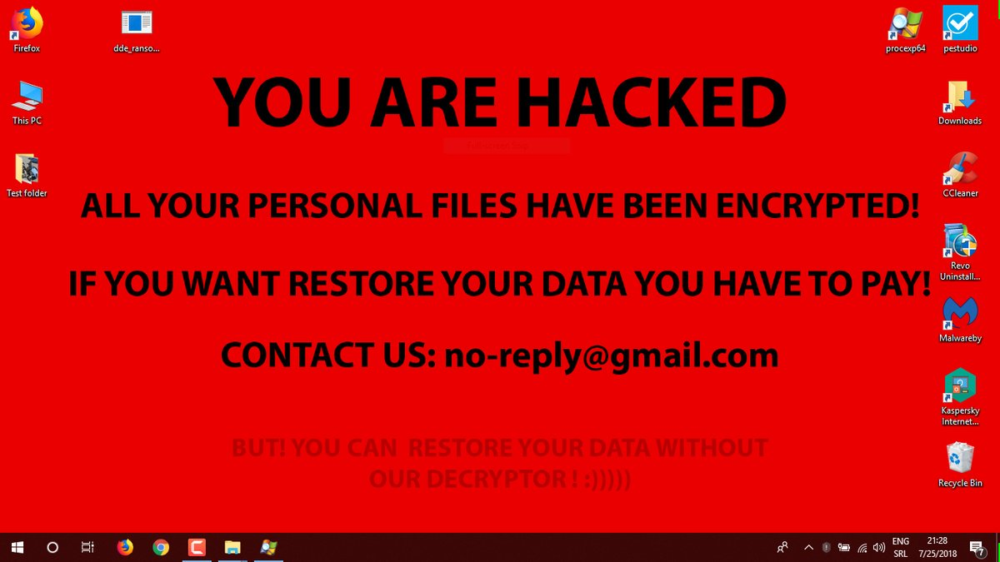 Firefox
dde_ranso...
procexp64
pestudio
YOU ARE HACKED
Full-screen Snip
This PC
Downloads
Test folder
CCleaner
ALL YOUR PERSONAL FILES HAVE BEEN ENCRYPTED!
Revo
Uninstall...
IF YOU WANT RESTORE YOUR DATA YOU HAVE TO PAY!
Malwareby
CONTACT US: no-reply@gmail.com
Kaspersky
Internet...
BUT! YOU CAN RESTORE YOUR DATA WITHOUT
OUR DECRYPTOR ! :)))))
Recycle Bin
ENG
SRL
21:28
7/25/2018
7